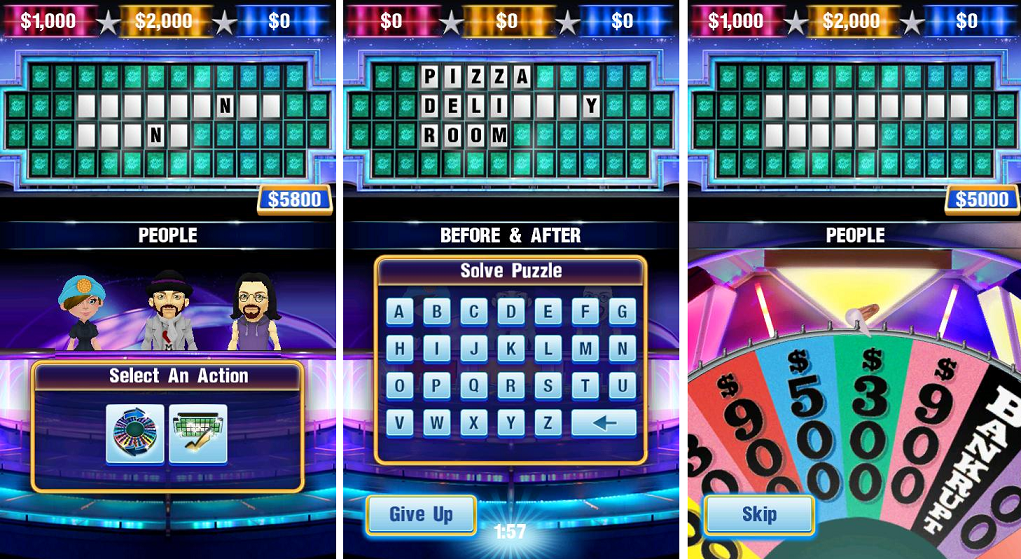 $1,000 $2,000 $0
N
N
$5800
PEOPLE
Select An Action
$0 $0 $0
PIZZA
DELI Y
ROOM
BEFORE & AFTER
Solve Puzzle
A B C D E F G
H I J K L M N
O P Q R S T U
V W X Y Z
Give Up
1:57
$1,000 $2,000 $0
$5000
PEOPLE
$900
$500
$300
$900
BANKRUPT
Skip